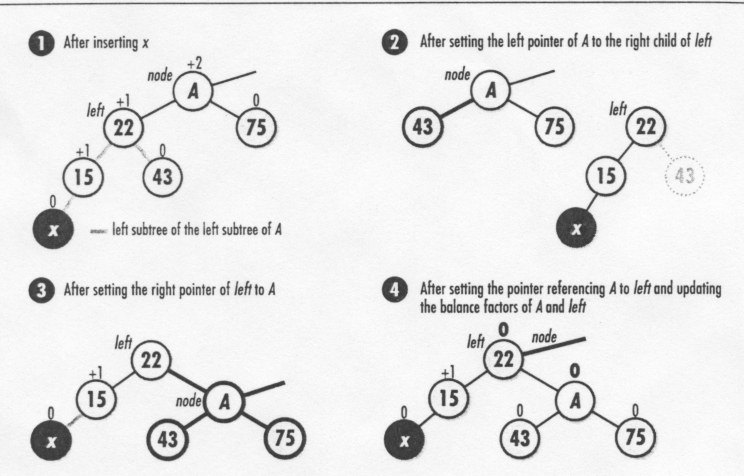 1 After inserting x
+2
node
A
+1
left
22
0
75
+1
15
0
43
0
x
left subtree of the left subtree of A
2 After setting the left pointer of A to the right child of left
node
A
43
75
left
22
15
43
x
3 After setting the right pointer of left to A
left
22
+1
15
node
A
0
x
43
75
4 After setting the pointer referencing A to left and updating
the balance factors of A and left
0
left
node
22
+1
15
0
A
0
x
0
43
0
75